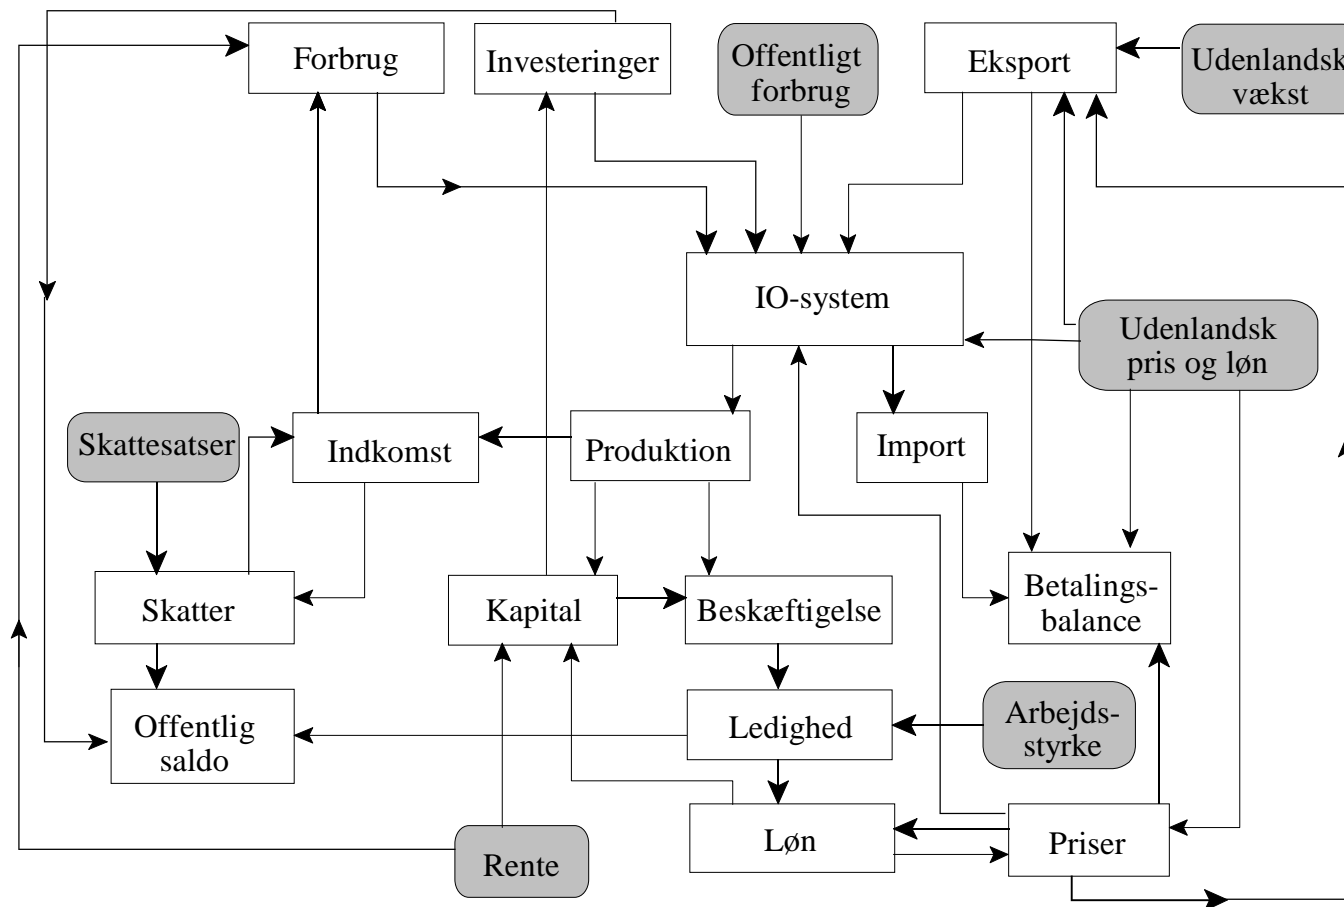 Forbrug
Investeringer
Offentligt
forbrug
Eksport
Udenlandsk
vækst
IO-system
Udenlandsk
pris og løn
Skattesatser
Indkomst
Produktion
Import
Skatter
Kapital
Beskæftigelse
Betalings-
balance
Offentlig
saldo
Ledighed
Arbejds-
styrke
Rente
Løn
Priser